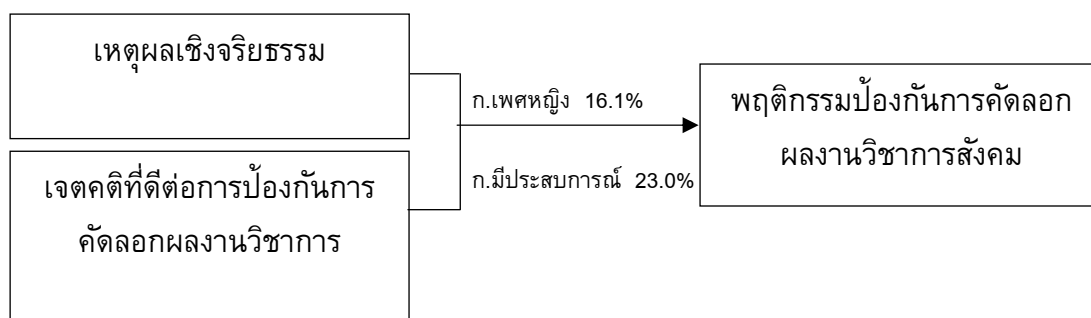 เหตุผลเชิงจริยธรรม
เจตคติที่ดีต่อการป้องกันการ
คัดลอกผลงานวิชาการ
ก.เพศหญิง 16.1%
ก.มีประสบการณ์ 23.0%
พฤติกรรมป้องกันการคัดลอก
ผลงานวิชาการสังคม